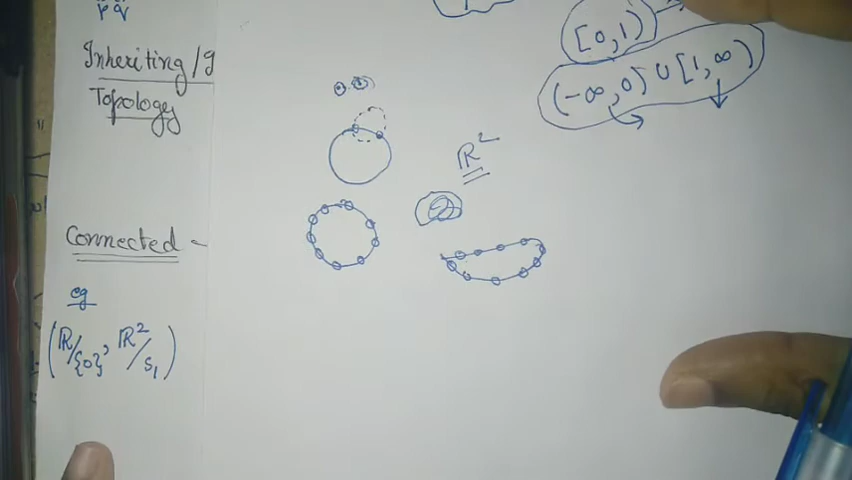 p q
Inheriting/g
Topology
[0,1)
(-∞,0) ∪ [1,∞)
ℝ²
Connected -
eg
(ℝ/{0}, ℝ²/S₁)